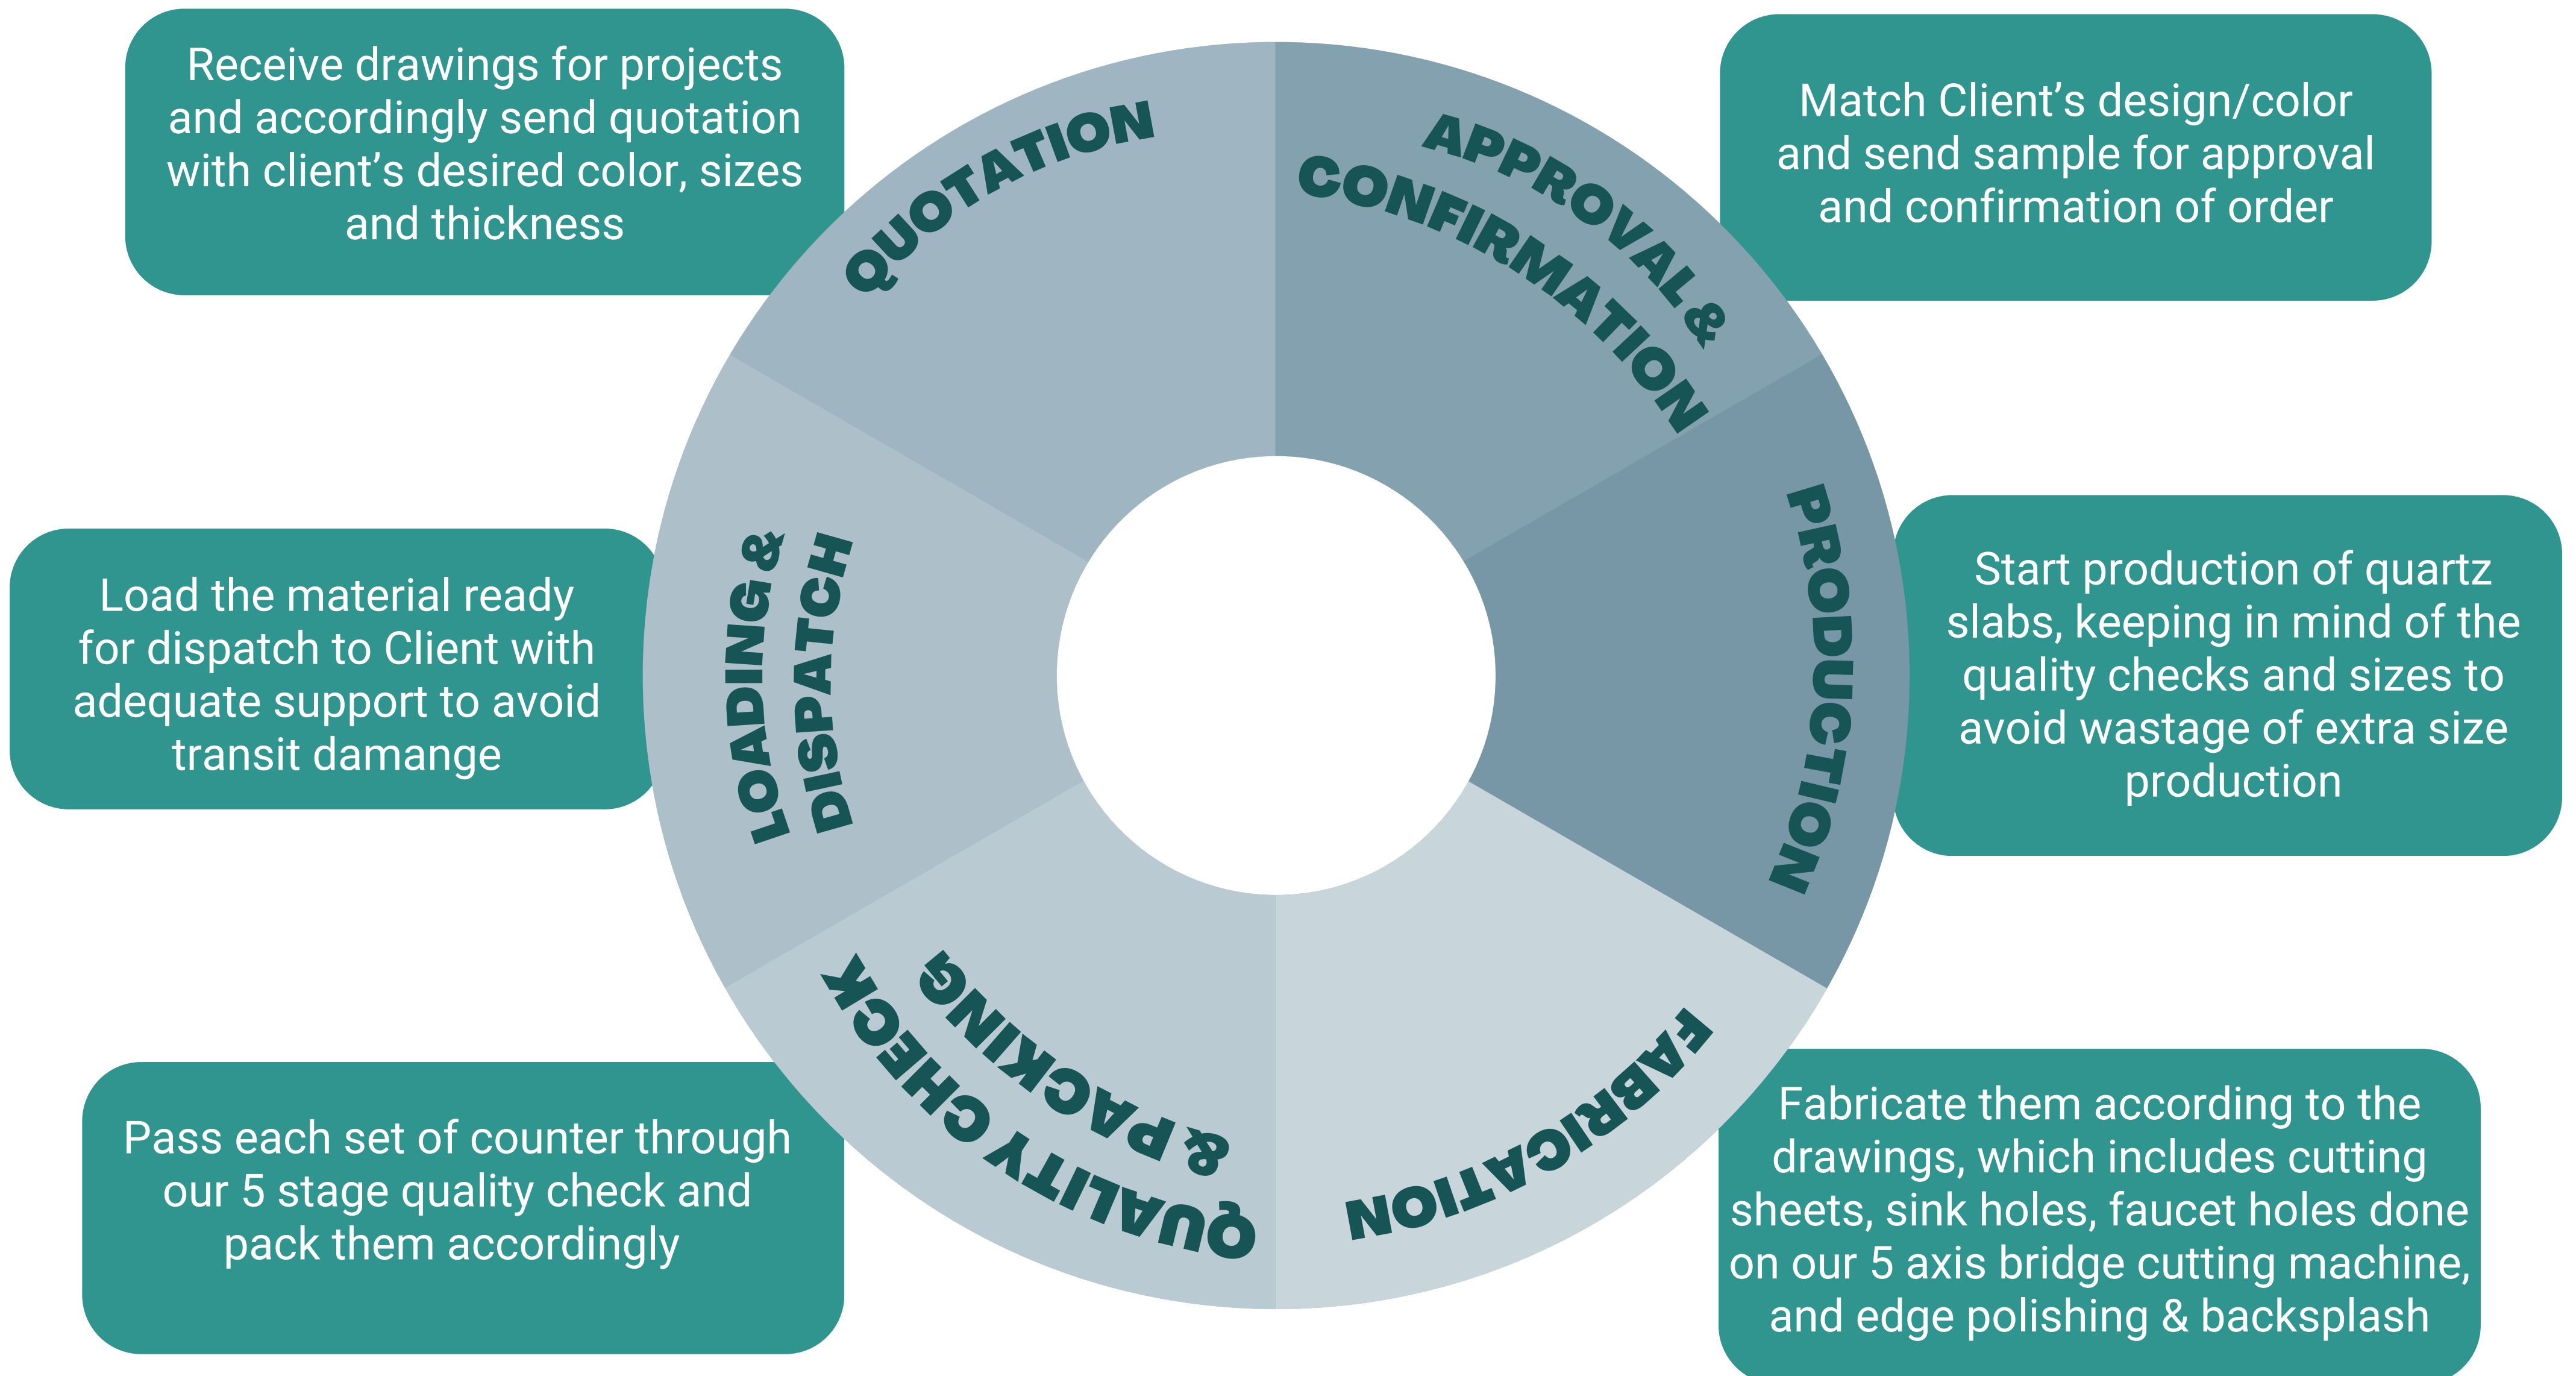 Receive drawings for projects
and accordingly send quotation
with client’s desired color, sizes
and thickness
QUOTATION
APPROVAL &
CONFIRMATION
Match Client’s design/color
and send sample for approval
and confirmation of order
PRODUCTION
Start production of quartz
slabs, keeping in mind of the
quality checks and sizes to
avoid wastage of extra size
production
FABRICATION
Fabricate them according to the
drawings, which includes cutting
sheets, sink holes, faucet holes done
on our 5 axis bridge cutting machine,
and edge polishing & backsplash
QUALITY CHECK
& PACKING
Pass each set of counter through
our 5 stage quality check and
pack them accordingly
LOADING &
DISPATCH
Load the material ready
for dispatch to Client with
adequate support to avoid
transit damange